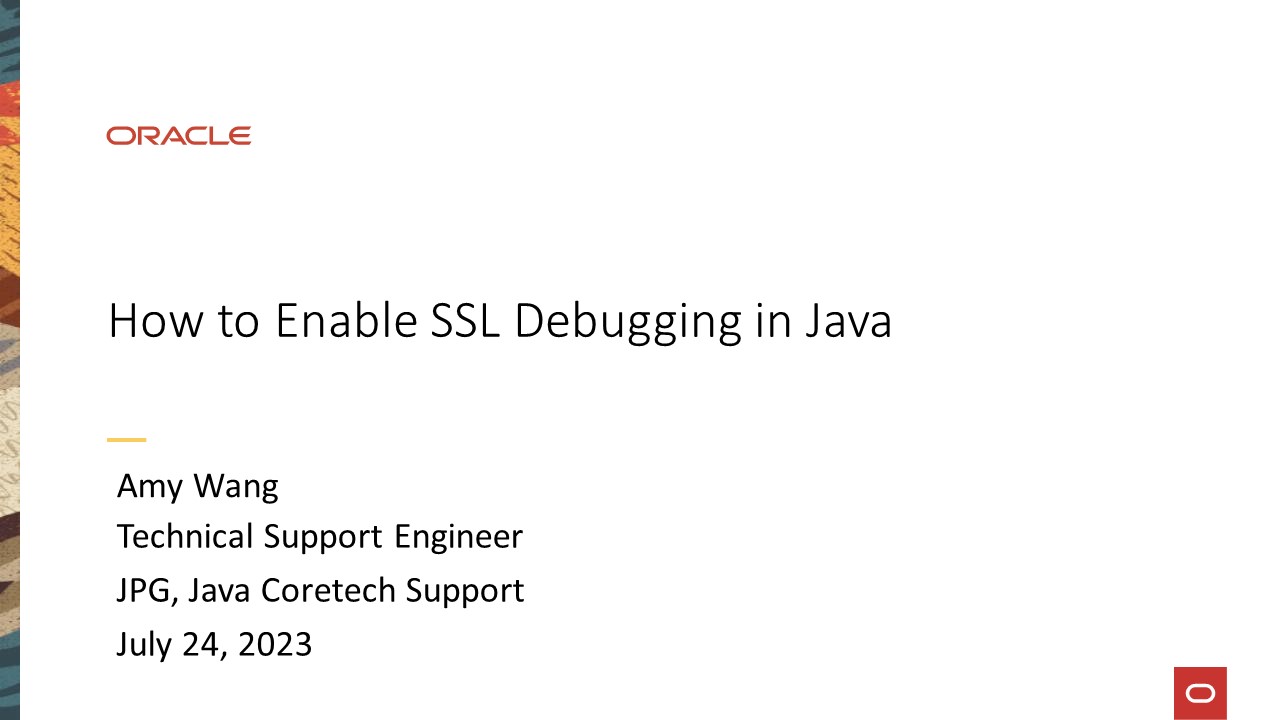 ORACLE
How to Enable SSL Debugging in Java
Amy Wang
Technical Support Engineer
JPG, Java Coretech Support
July 24, 2023